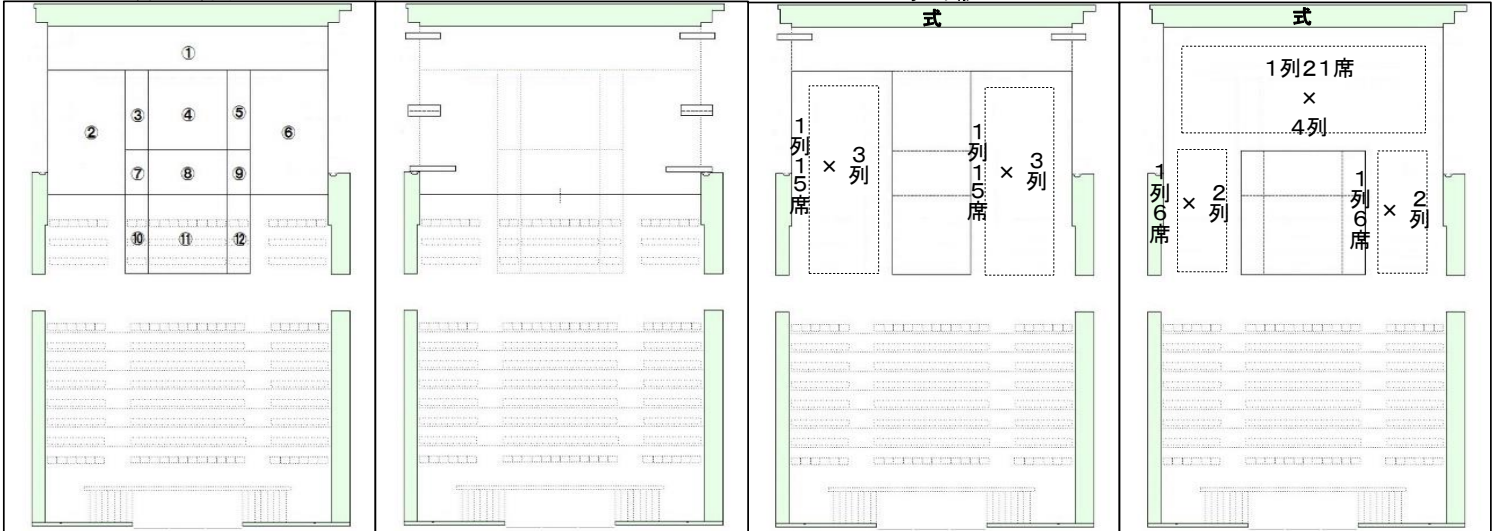 ①
② ③ ④ ⑤ ⑥
⑦ ⑧ ⑨
⑩ ⑪ ⑫
式
1列15席
×
3列
1列15席
×
3列
式
1列21席
×
4列
1列6席
×
2列
1列6席
×
2列